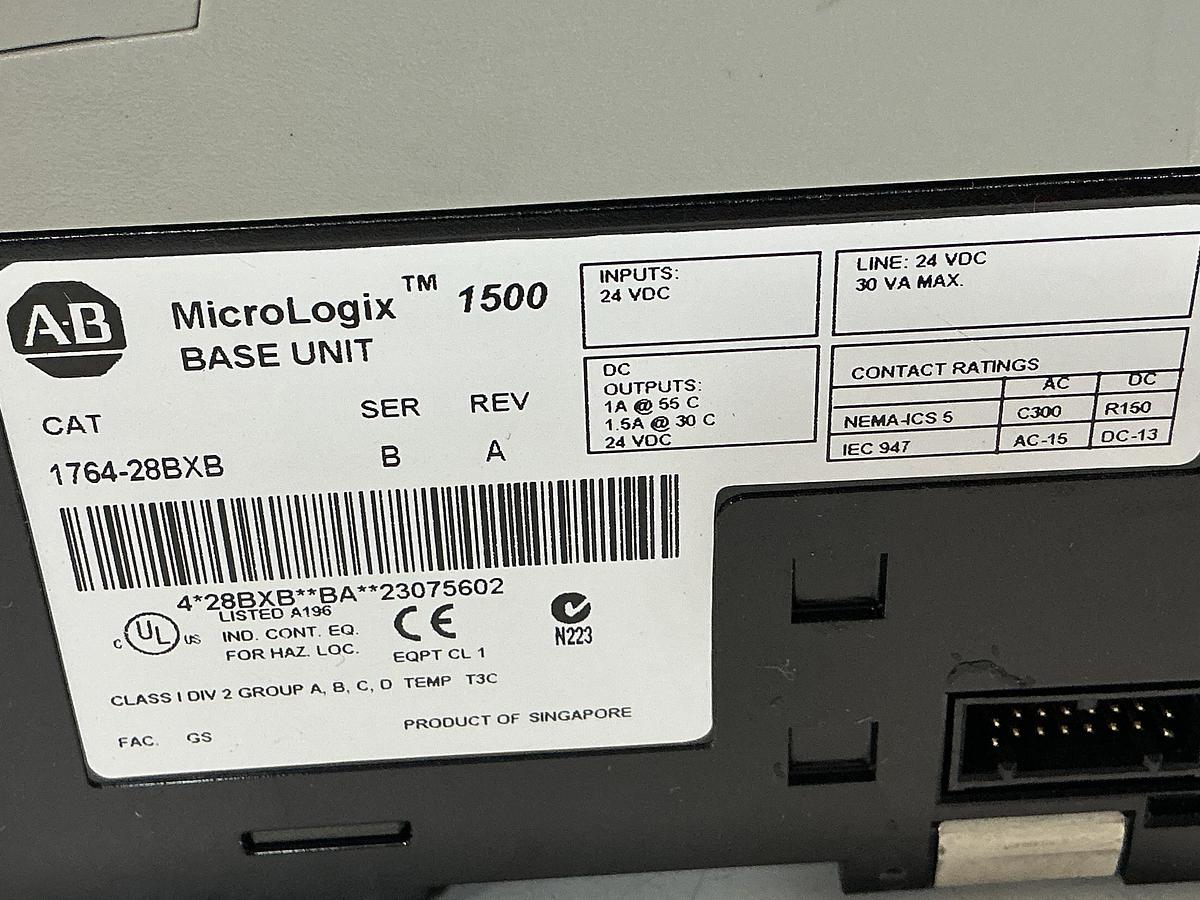 A-B
MicroLogix™ 1500
BASE UNIT
CAT SER REV
1764-28BXB B A
4*28BXB**BA**23075602
C UL US
LISTED A196
IND. CONT. EQ.
FOR HAZ. LOC.
CE
EQPT CL 1
N223
CLASS I DIV 2 GROUP A, B, C, D TEMP T3C
FAC. GS
PRODUCT OF SINGAPORE
INPUTS:
24 VDC
DC
OUTPUTS:
1A @ 55 C
1.5A @ 30 C
24 VDC
LINE: 24 VDC
30 VA MAX.
CONTACT RATINGS
AC DC
NEMA-ICS 5 C300 R150
IEC 947 AC-15 DC-13